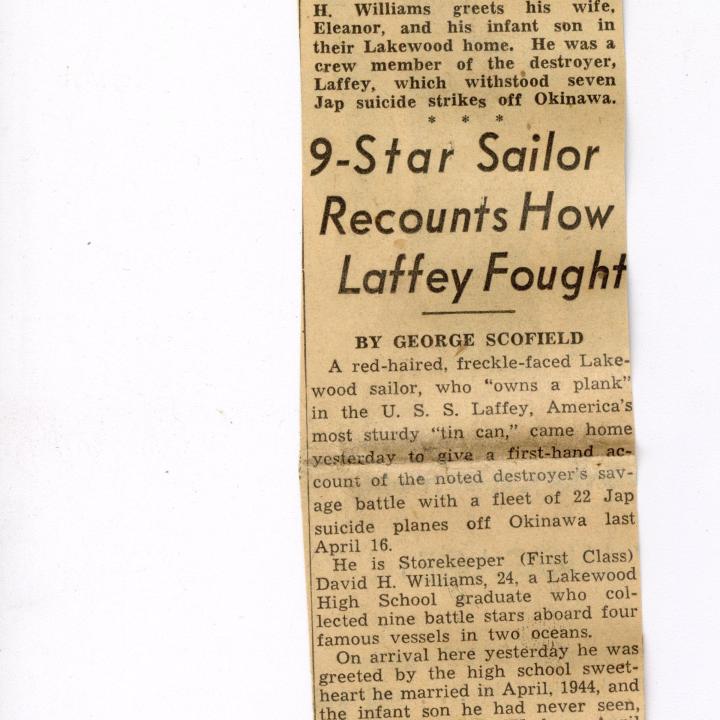 H. Williams greets his wife,
Eleanor, and his infant son in
their Lakewood home. He was a
crew member of the destroyer,
Laffey, which withstood seven
Jap suicide strikes off Okinawa.
* * *
9-Star Sailor
Recounts How
Laffey Fought
BY GEORGE SCOFIELD
A red-haired, freckle-faced Lake-
wood sailor, who "owns a plank"
in the U. S. S. Laffey, America's
most sturdy "tin can," came home
yesterday to give a first-hand ac-
count of the noted destroyer's sav-
age battle with a fleet of 22 Jap
suicide planes off Okinawa last
April 16.
He is Storekeeper (First Class)
David H. Williams, 24, a Lakewood
High School graduate who col-
lected nine battle stars aboard four
famous vessels in two oceans.
On arrival here yesterday he was
greeted by the high school sweet-
heart he married in April, 1944, and
the infant son he had never seen,